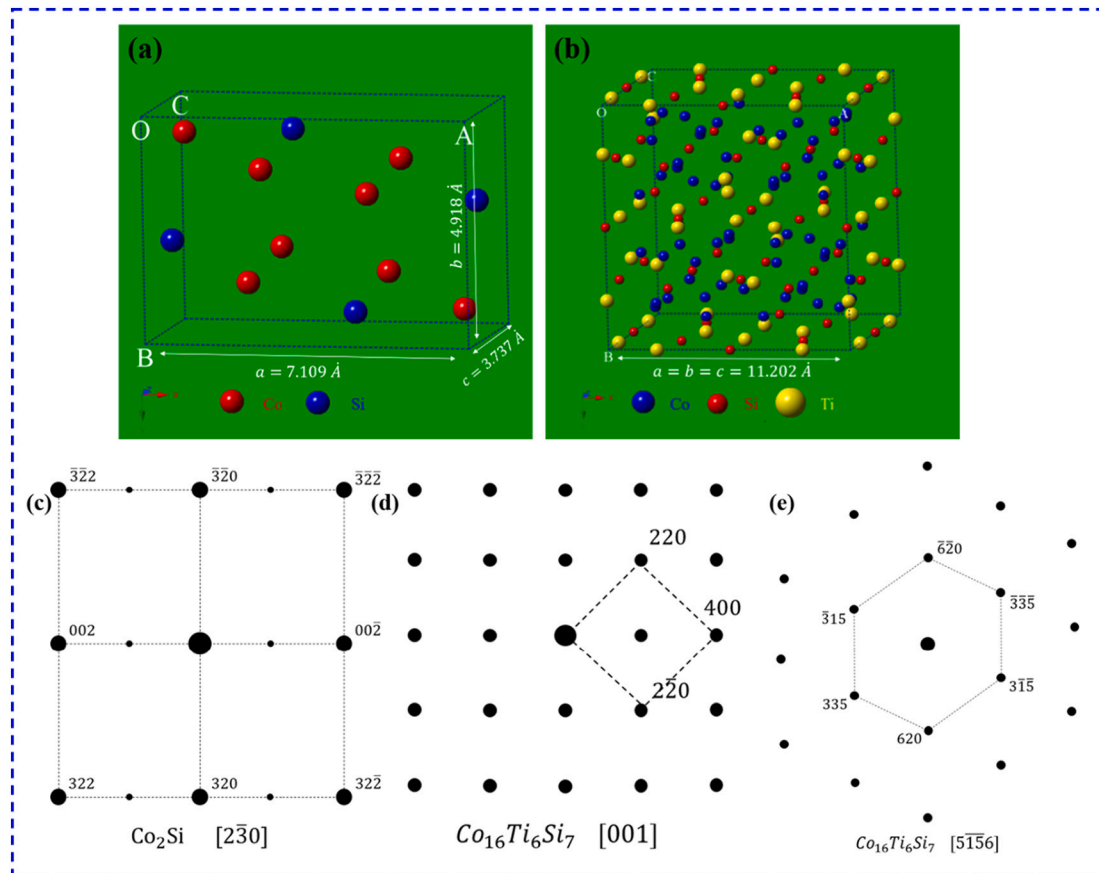 (a)
C
O
A
b = 4.918 Å
B
a = 7.109 Å
c = 3.737 Å
Co Si
(b)
C
O
A
B
a = b = c = 11.202 Å
Co Si Ti
(c)
3̅2̅2 3̅2̅0 3̅2̅2̅
002 002̅
322 320 322̅
Co₂Si [23̅0]
(d)
220
400
22̅0
Co₁₆Ti₆Si₇ [001]
(e)
6̅2̅0
3̅3̅5̅
3̅15
31̅5̅
335
620
Co₁₆Ti₆Si₇ [51̅5̅6]